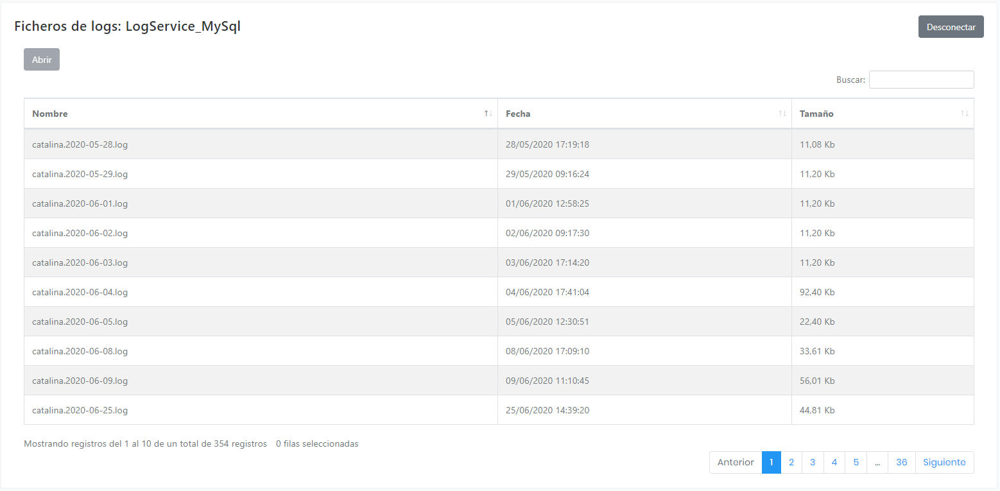 Ficheros de logs: LogService_MySql
Desconectar
Abrir
Buscar:
Nombre Fecha Tamaño
catalina.2020-05-28.log 28/05/2020 17:19:18 11,08 Kb
catalina.2020-05-29.log 29/05/2020 09:16:24 11,20 Kb
catalina.2020-06-01.log 01/06/2020 12:58:25 11,20 Kb
catalina.2020-06-02.log 02/06/2020 09:17:30 11,20 Kb
catalina.2020-06-03.log 03/06/2020 17:14:20 11,20 Kb
catalina.2020-06-04.log 04/06/2020 17:41:04 92,40 Kb
catalina.2020-06-05.log 05/06/2020 12:30:51 22,40 Kb
catalina.2020-06-08.log 08/06/2020 17:09:10 33,61 Kb
catalina.2020-06-09.log 09/06/2020 11:10:45 56,01 Kb
catalina.2020-06-25.log 25/06/2020 14:39:20 44,81 Kb
Mostrando registros del 1 al 10 de un total de 354 registros 0 filas seleccionadas
Anterior 1 2 3 4 5 ... 36 Siguiente